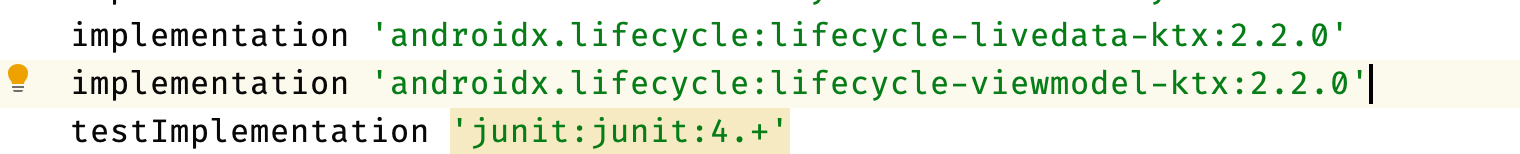 implementation 'androidx.lifecycle:lifecycle-livedata-ktx:2.2.0'
implementation 'androidx.lifecycle:lifecycle-viewmodel-ktx:2.2.0'
testImplementation 'junit:junit:4.+'